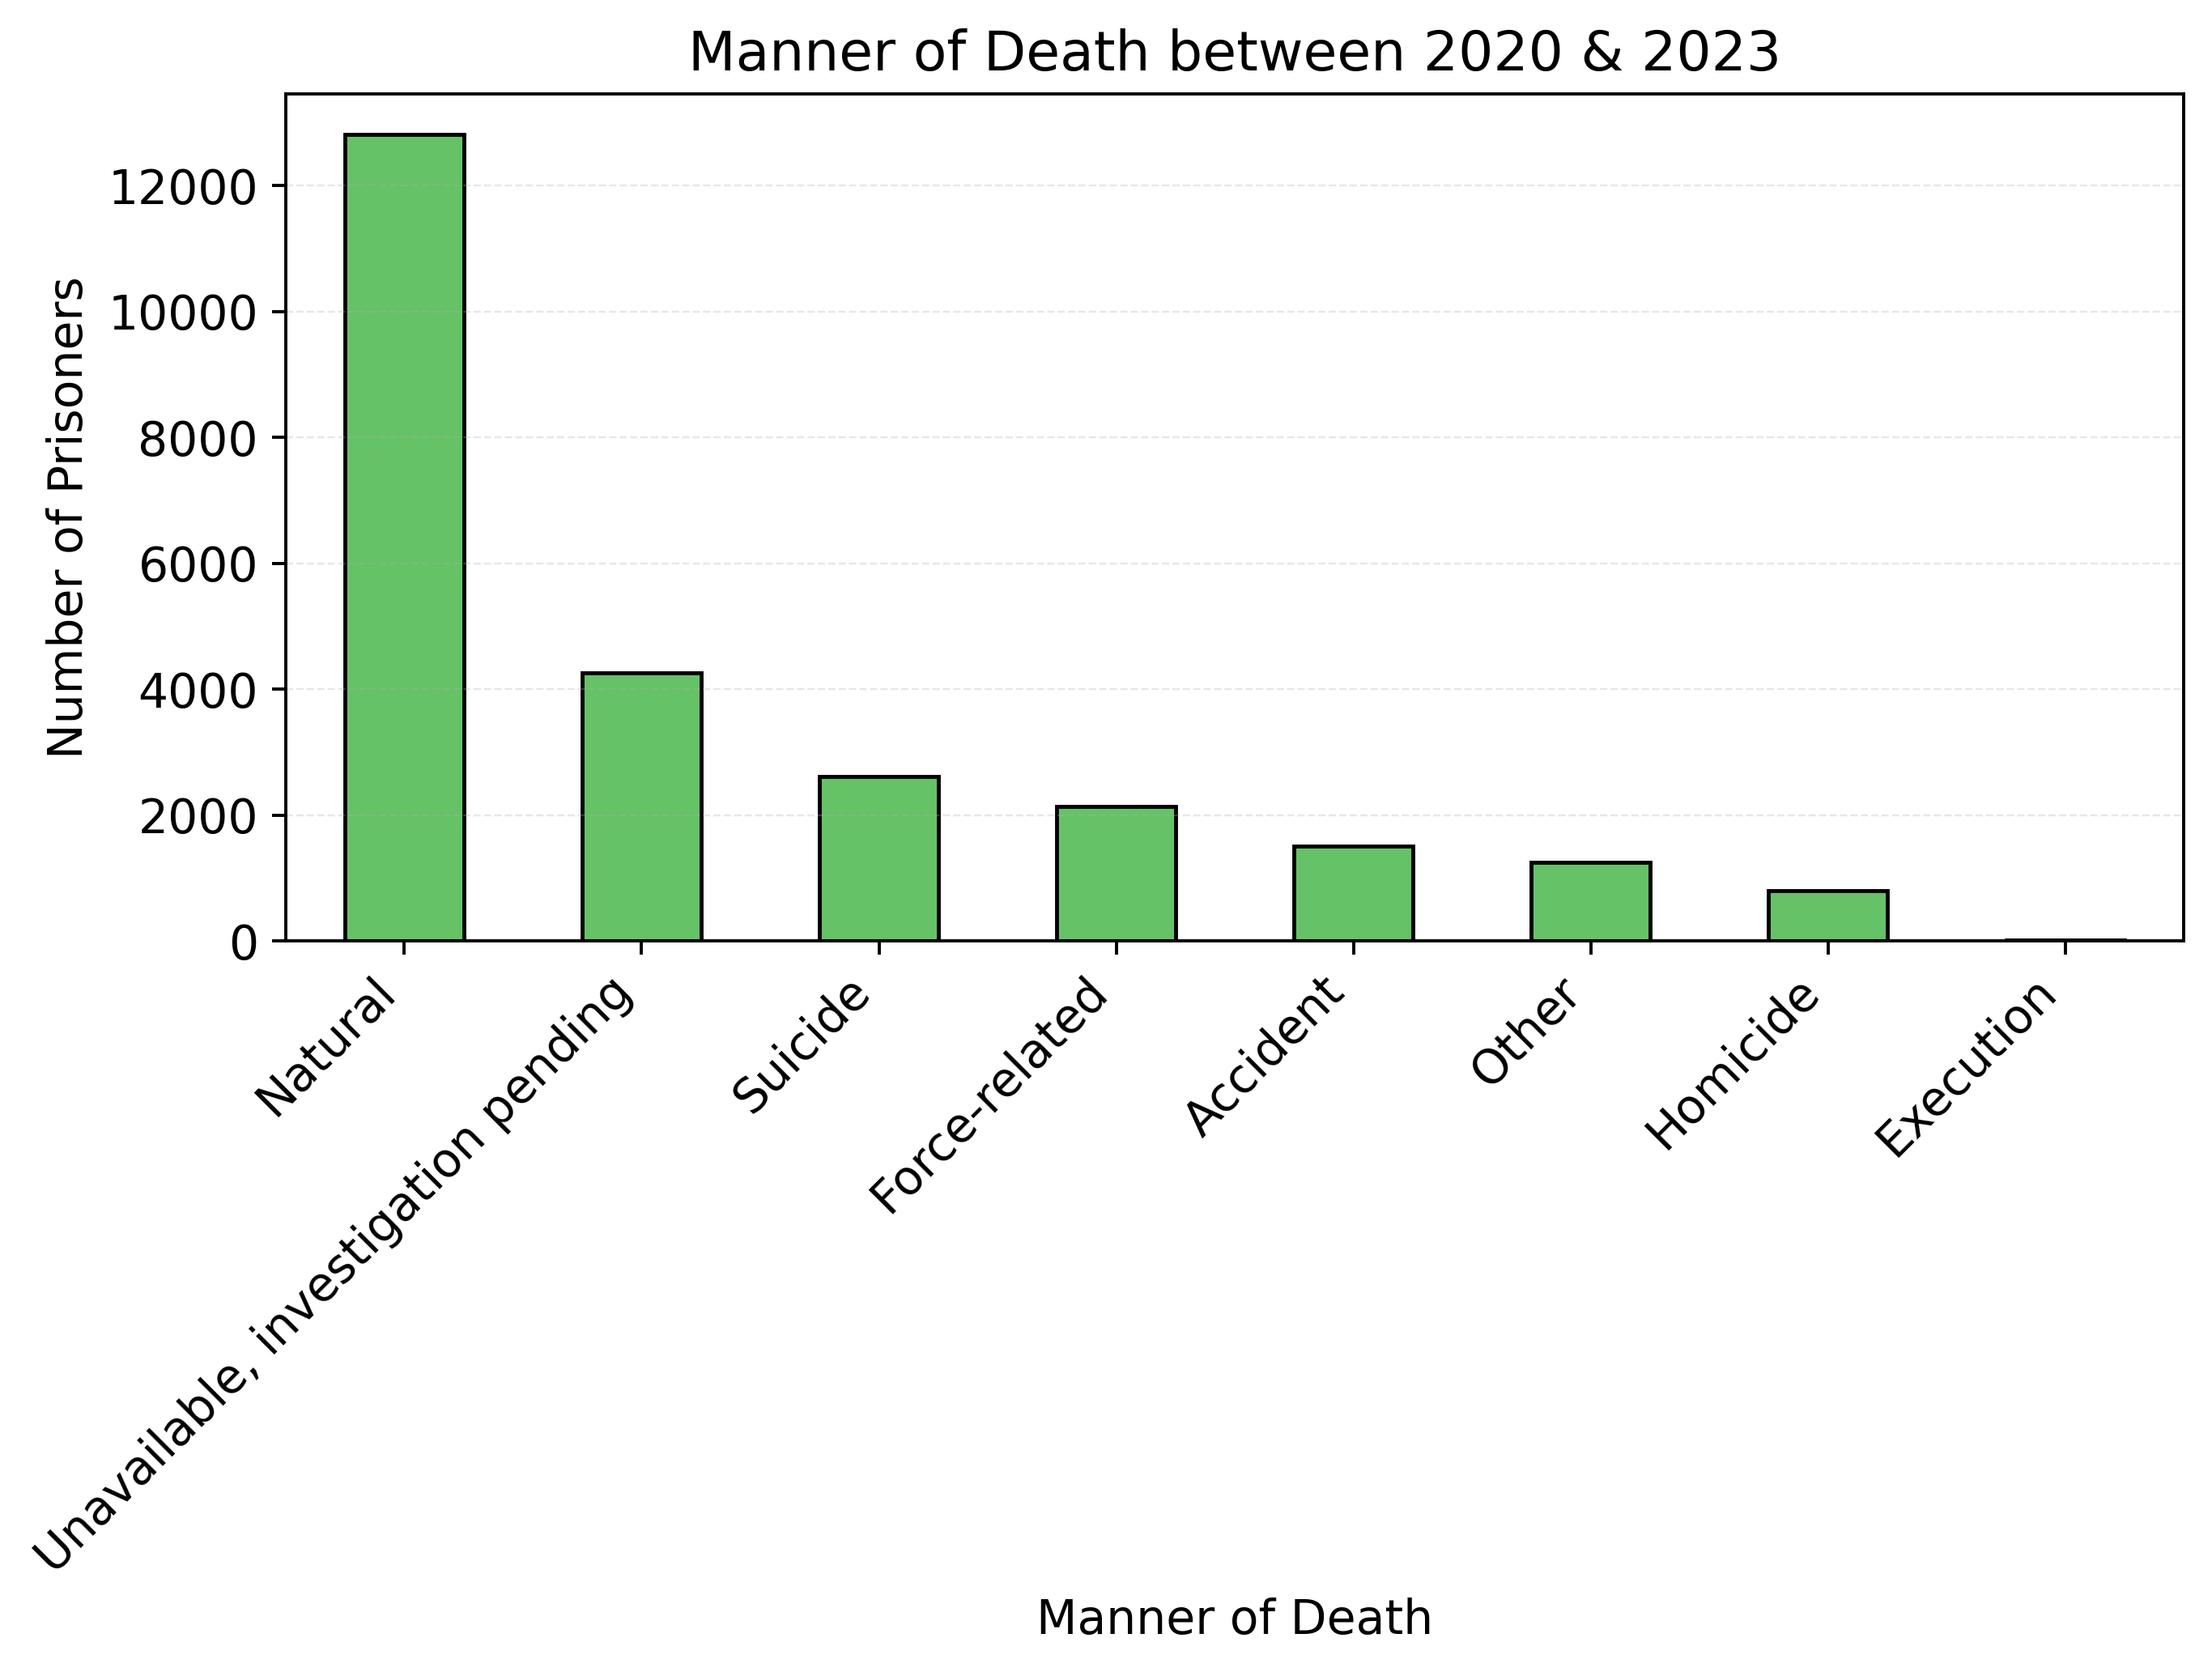 Manner of Death between 2020 & 2023
Number of Prisoners
12000
10000
8000
6000
4000
2000
0
Natural
Unavailable, investigation pending
Suicide
Force-related
Accident
Other
Homicide
Execution
Manner of Death